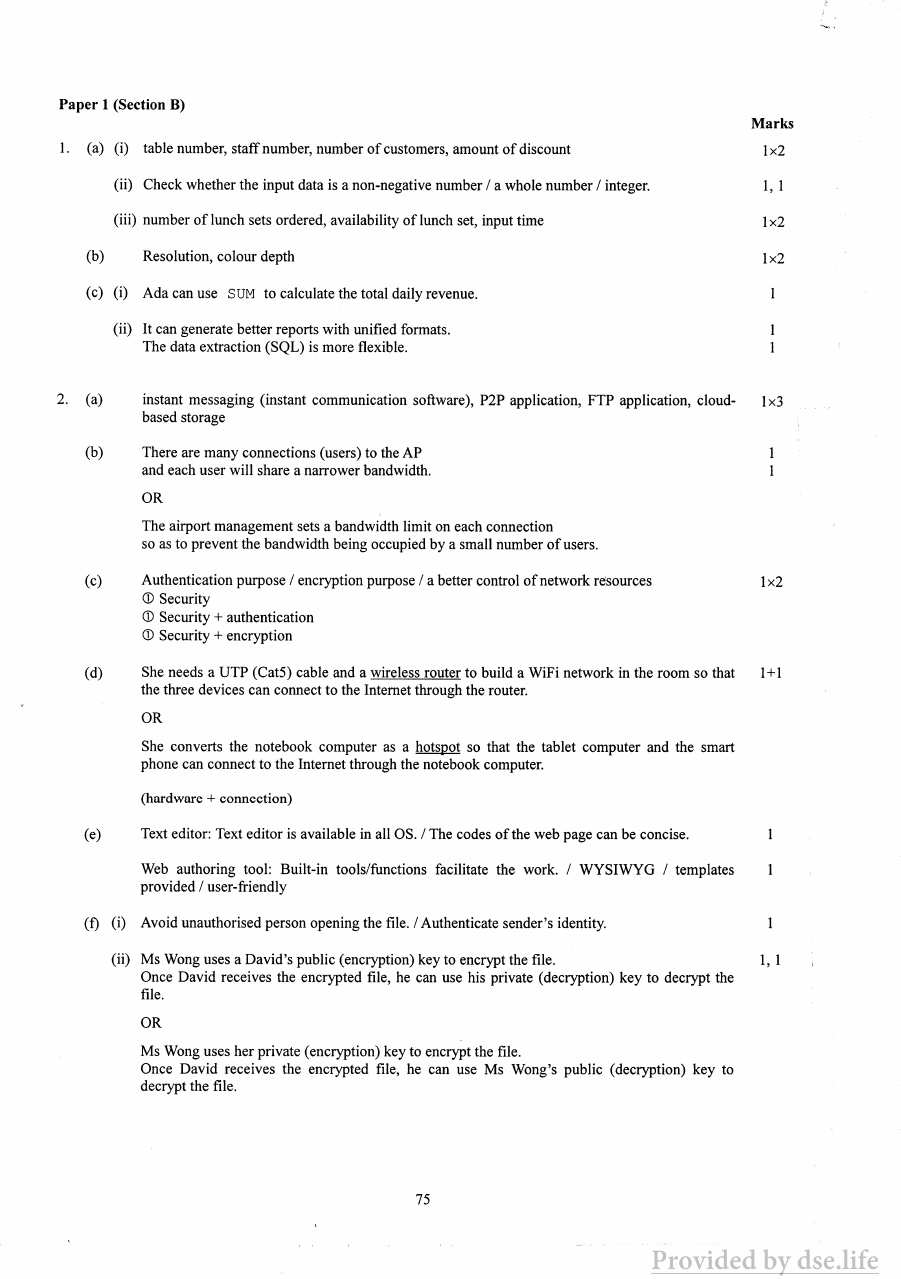 Paper 1 (Section B)
Marks
1. (a) (i) table number, staff number, number of customers, amount of discount 1×2
(ii) Check whether the input data is a non-negative number / a whole number / integer. 1, 1
(iii) number of lunch sets ordered, availability of lunch set, input time 1×2
(b) Resolution, colour depth 1×2
(c) (i) Ada can use SUM to calculate the total daily revenue. 1
(ii) It can generate better reports with unified formats. 1
The data extraction (SQL) is more flexible. 1
2. (a) instant messaging (instant communication software), P2P application, FTP application, cloud- 1×3
based storage
(b) There are many connections (users) to the AP 1
and each user will share a narrower bandwidth. 1
OR
The airport management sets a bandwidth limit on each connection
so as to prevent the bandwidth being occupied by a small number of users.
(c) Authentication purpose / encryption purpose / a better control of network resources 1×2
① Security
① Security + authentication
① Security + encryption
(d) She needs a UTP (Cat5) cable and a wireless router to build a WiFi network in the room so that 1+1
the three devices can connect to the Internet through the router.
OR
She converts the notebook computer as a hotspot so that the tablet computer and the smart
phone can connect to the Internet through the notebook computer.
(hardware + connection)
(e) Text editor: Text editor is available in all OS. / The codes of the web page can be concise. 1
Web authoring tool: Built-in tools/functions facilitate the work. / WYSIWYG / templates 1
provided / user-friendly
(f) (i) Avoid unauthorised person opening the file. / Authenticate sender's identity. 1
(ii) Ms Wong uses a David's public (encryption) key to encrypt the file. 1, 1
Once David receives the encrypted file, he can use his private (decryption) key to decrypt the
file.
OR
Ms Wong uses her private (encryption) key to encrypt the file.
Once David receives the encrypted file, he can use Ms Wong's public (decryption) key to
decrypt the file.
75
Provided by dse.life